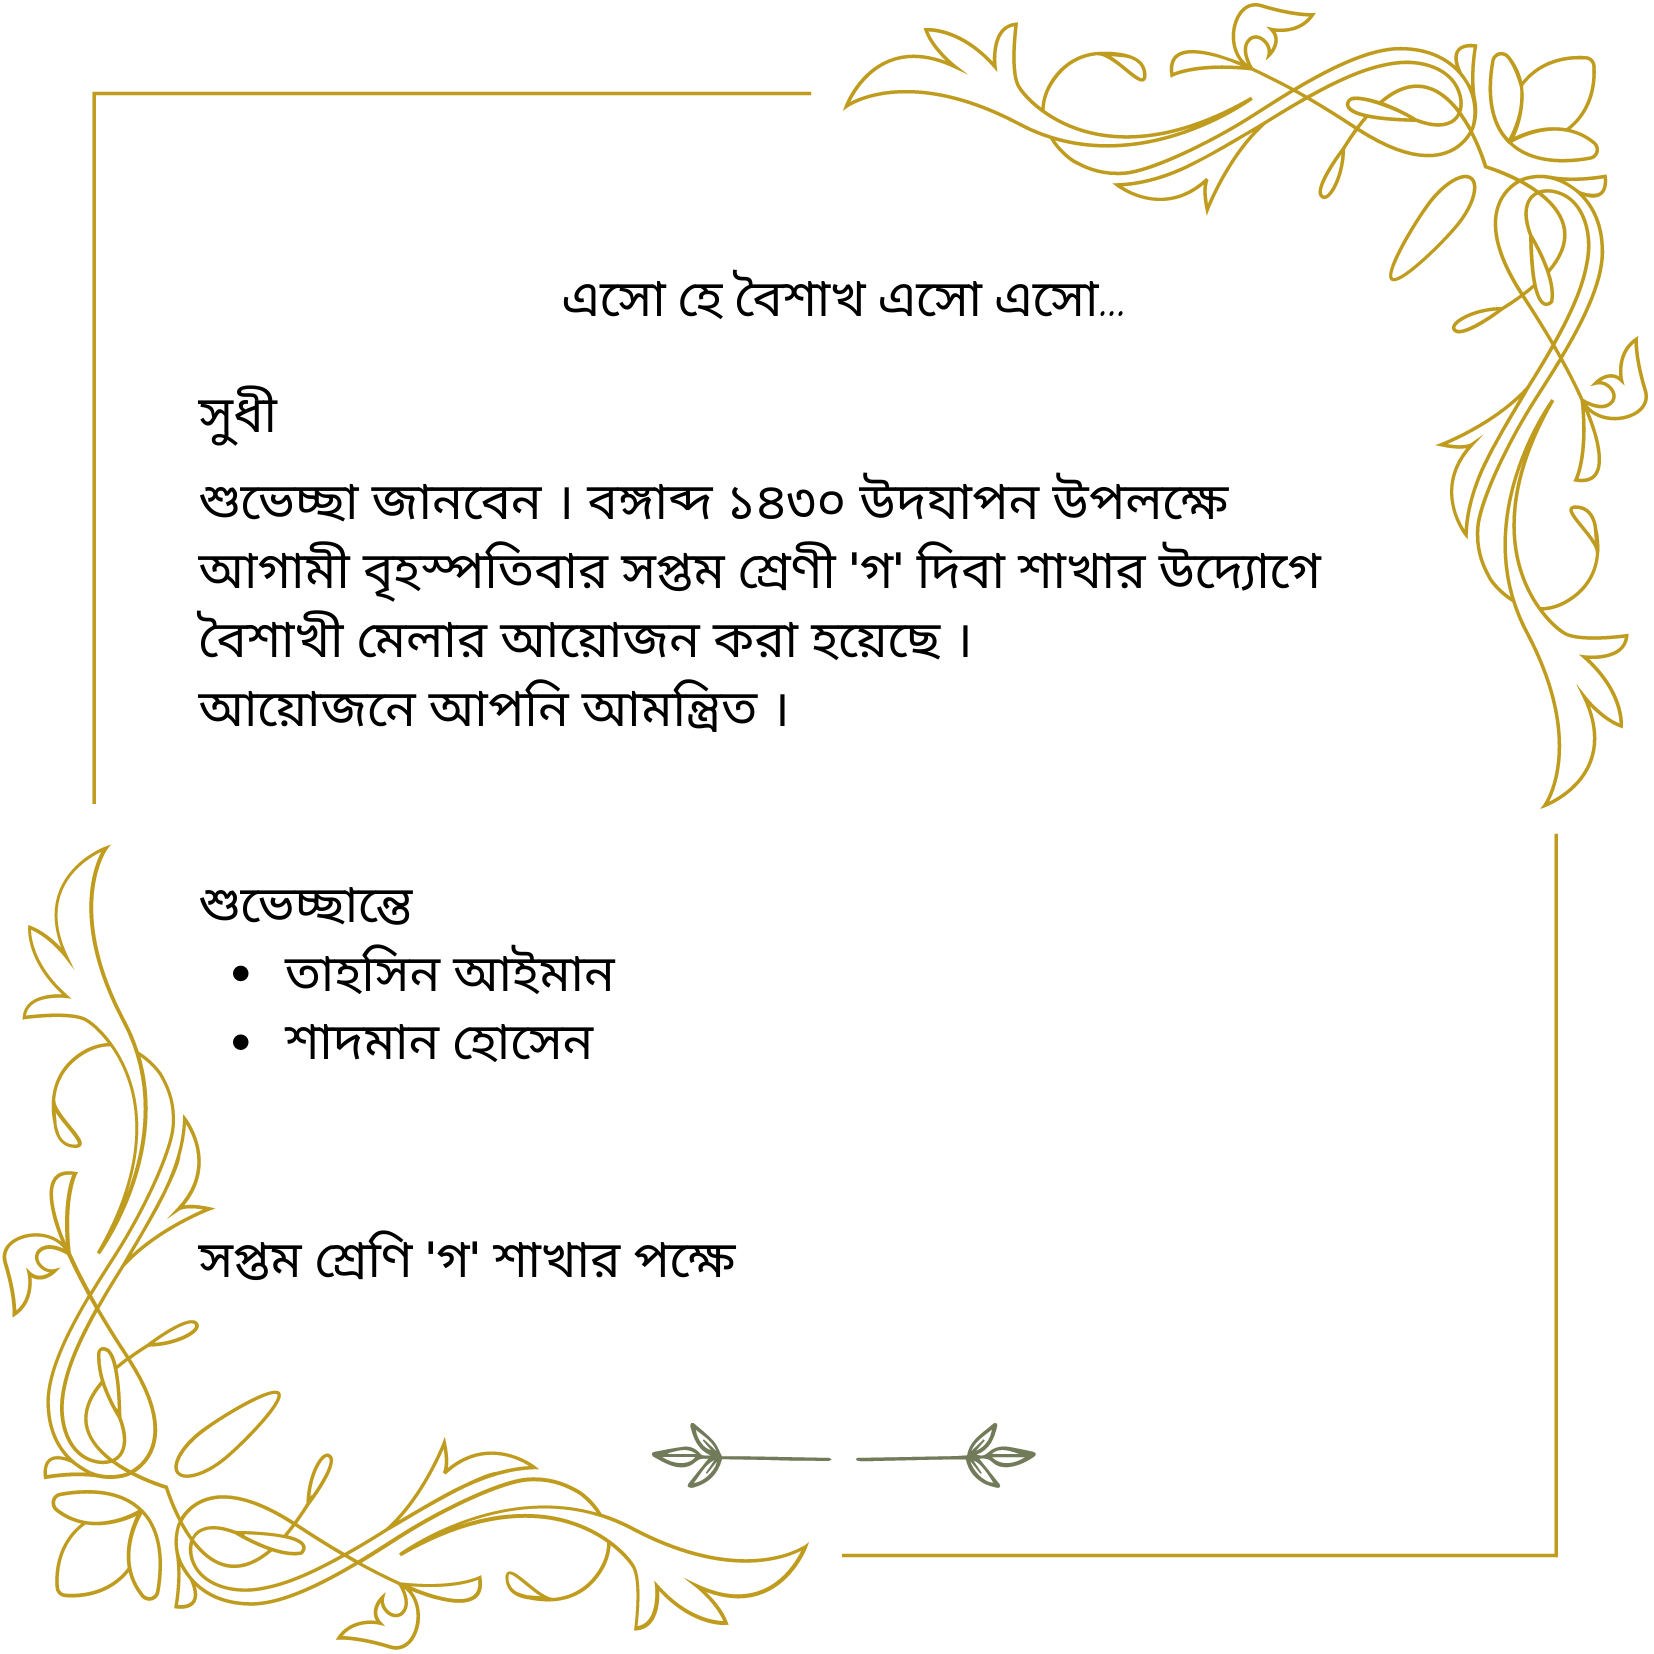 এসো হে বৈশাখ এসো এসো...
সুধী
শুভেচ্ছা জানবেন । বঙ্গাব্দ ১৪৩০ উদযাপন উপলক্ষে
আগামী বৃহস্পতিবার সপ্তম শ্রেণী 'গ' দিবা শাখার উদ্যোগে
বৈশাখী মেলার আয়োজন করা হয়েছে ।
আয়োজনে আপনি আমন্ত্রিত ।
শুভেচ্ছান্তে
• তাহসিন আইমান
• শাদমান হোসেন
সপ্তম শ্রেণি 'গ' শাখার পক্ষে